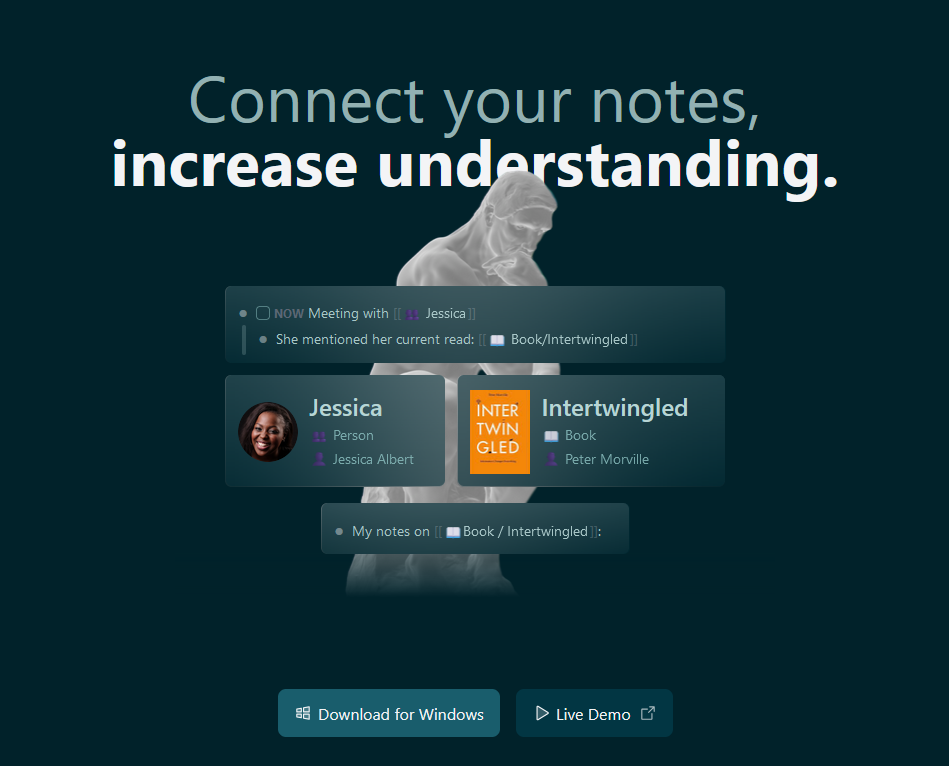 Connect your notes,
increase understanding.
NOW Meeting with [[👥 Jessica]]
She mentioned her current read: [[📖 Book/Intertwingled]]
Jessica
👥 Person
👤 Jessica Albert
INTER
TWIN
GLED
Intertwingled
📖 Book
👤 Peter Morville
My notes on [[📖Book / Intertwingled]]:
Download for Windows
Live Demo